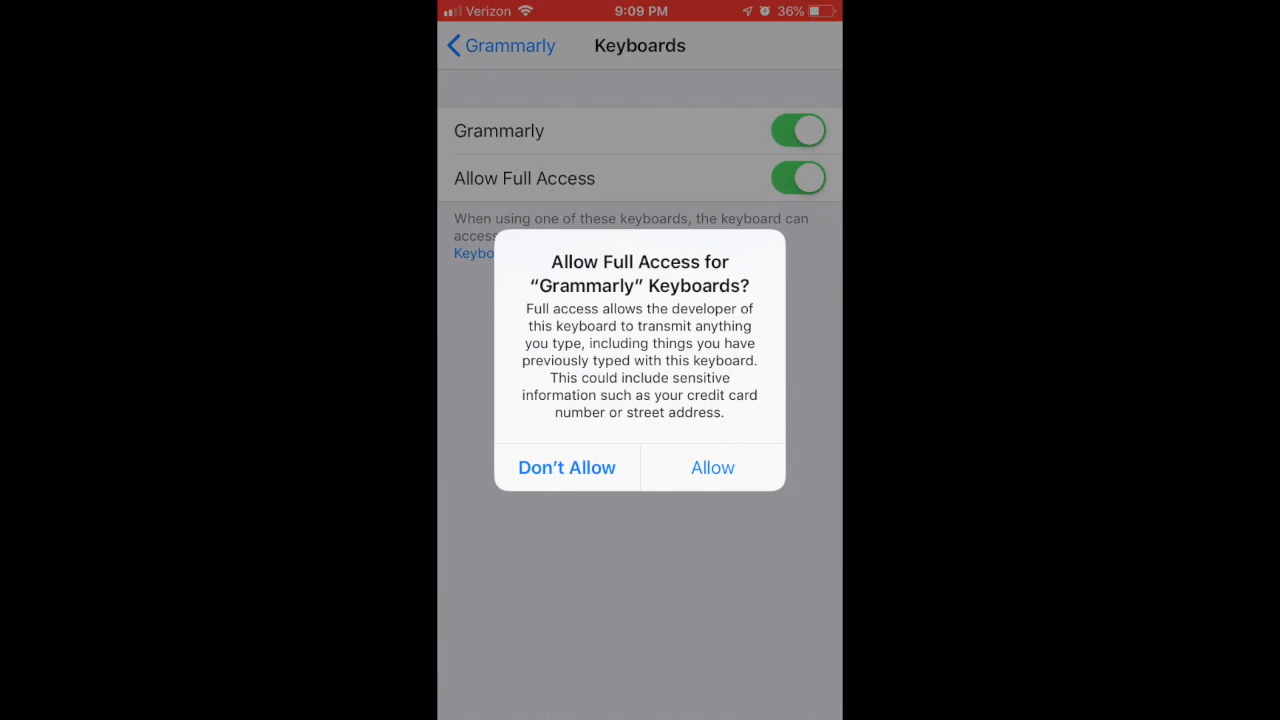 Verizon 9:09 PM 36%
Grammarly Keyboards
Grammarly
Allow Full Access
When using one of these keyboards, the keyboard can
access
Keybo
Allow Full Access for
“Grammarly” Keyboards?
Full access allows the developer of
this keyboard to transmit anything
you type, including things you have
previously typed with this keyboard.
This could include sensitive
information such as your credit card
number or street address.
Don’t Allow Allow